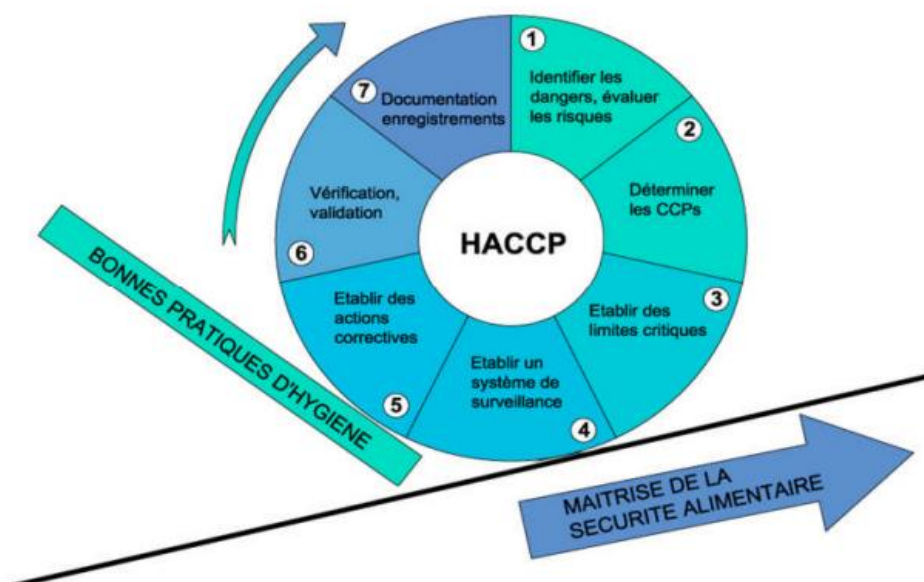 1
Identifier les
dangers, évaluer
les risques
2
Déterminer
les CCPs
3
Etablir des
limites critiques
4
Etablir un
système de
surveillance
5
Etablir des
actions
correctives
6
Vérification,
validation
7
Documentation
enregistrements
HACCP
BONNES PRATIQUES D'HYGIENE
MAITRISE DE LA
SECURITE ALIMENTAIRE